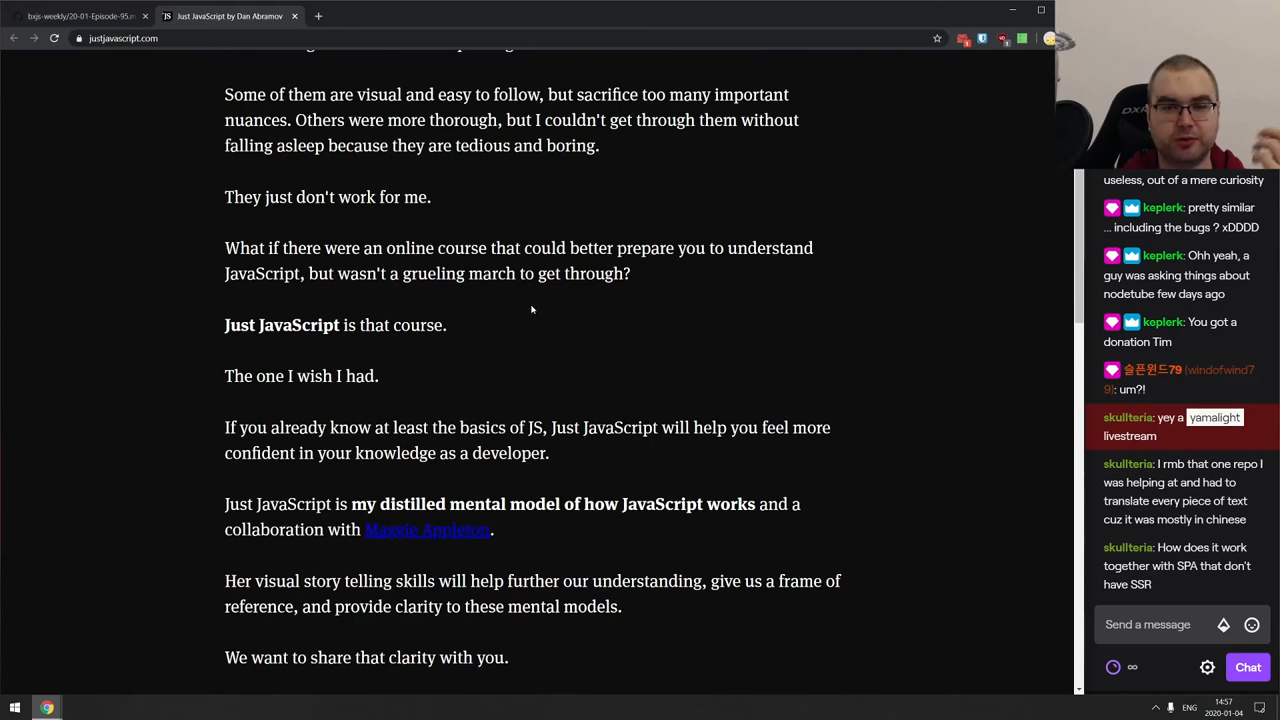 bxjs-weekly/20-01-Episode-95.m
Just JavaScript by Dan Abramov
justjavascript.com
Some of them are visual and easy to follow, but sacrifice too many important
nuances. Others were more thorough, but I couldn't get through them without
falling asleep because they are tedious and boring.
They just don't work for me.
What if there were an online course that could better prepare you to understand
JavaScript, but wasn't a grueling march to get through?
Just JavaScript is that course.
The one I wish I had.
If you already know at least the basics of JS, Just JavaScript will help you feel more
confident in your knowledge as a developer.
Just JavaScript is my distilled mental model of how JavaScript works and a
collaboration with Maggie Appleton.
Her visual story telling skills will help further our understanding, give us a frame of
reference, and provide clarity to these mental models.
We want to share that clarity with you.
useless, out of a mere curiosity
keplerk: pretty similar
... including the bugs ? xDDDD
keplerk: Ohh yeah, a
guy was asking things about
nodetube few days ago
keplerk: You got a
donation Tim
슬픈윈드79 (windofwind7
9): um?!
skullteria: yey a yamalight
livestream
skullteria: I rmb that one repo I
was helping at and had to
translate every piece of text
cuz it was mostly in chinese
skullteria: How does it work
together with SPA that don't
have SSR
Send a message
∞
Chat
ENG
14:57
2020-01-04